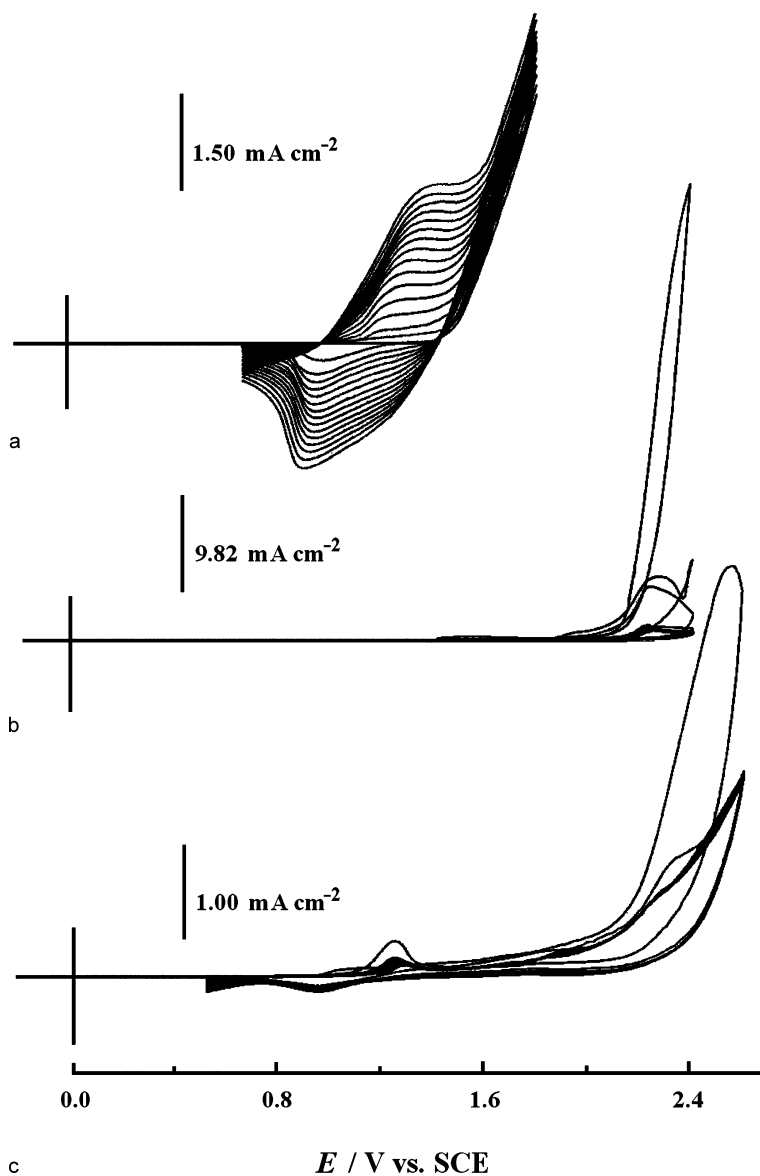 1.50 mA cm⁻²
a
9.82 mA cm⁻²
b
1.00 mA cm⁻²
0.0 0.8 1.6 2.4
c
E / V vs. SCE